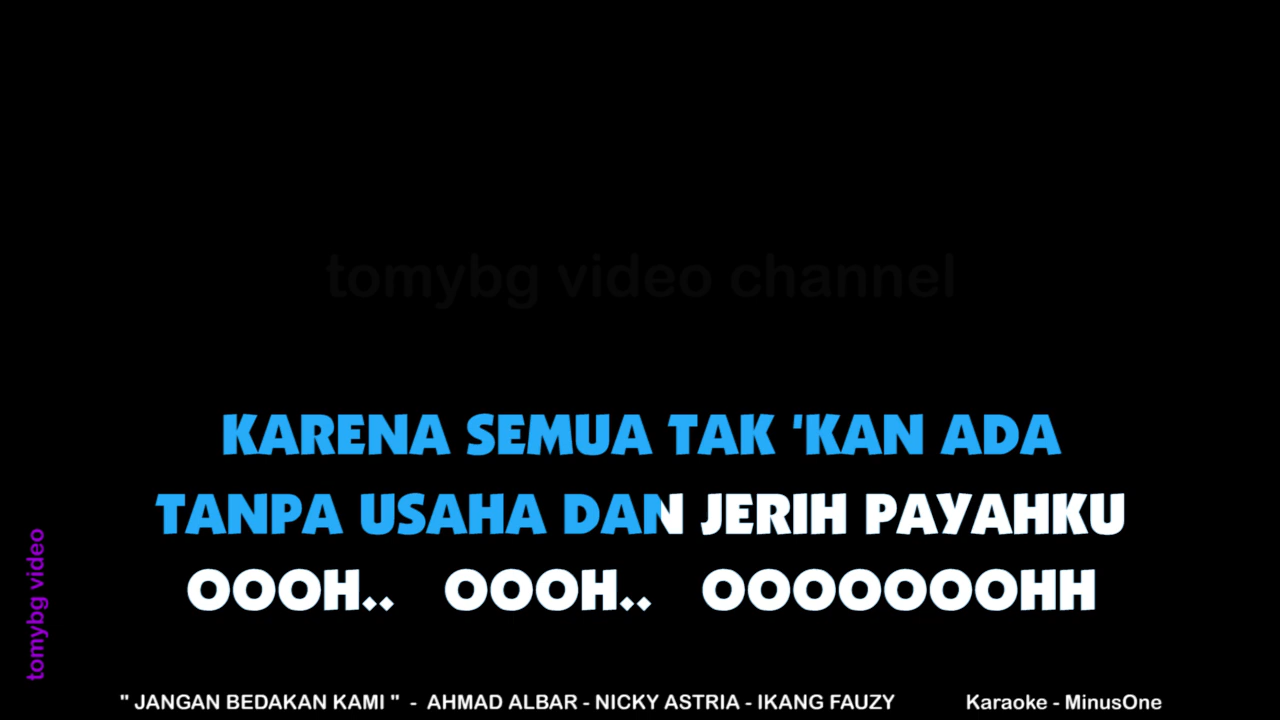 tomybg video channel
KARENA SEMUA TAK 'KAN ADA
TANPA USAHA DAN JERIH PAYAHKU
OOOH.. OOOH.. OOOOOOOHH
tomybg video
" JANGAN BEDAKAN KAMI " - AHMAD ALBAR - NICKY ASTRIA - IKANG FAUZY Karaoke - MinusOne